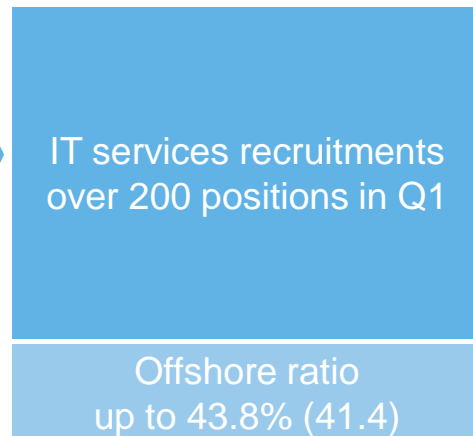 IT services recruitments
over 200 positions in Q1
Offshore ratio
up to 43.8% (41.4)